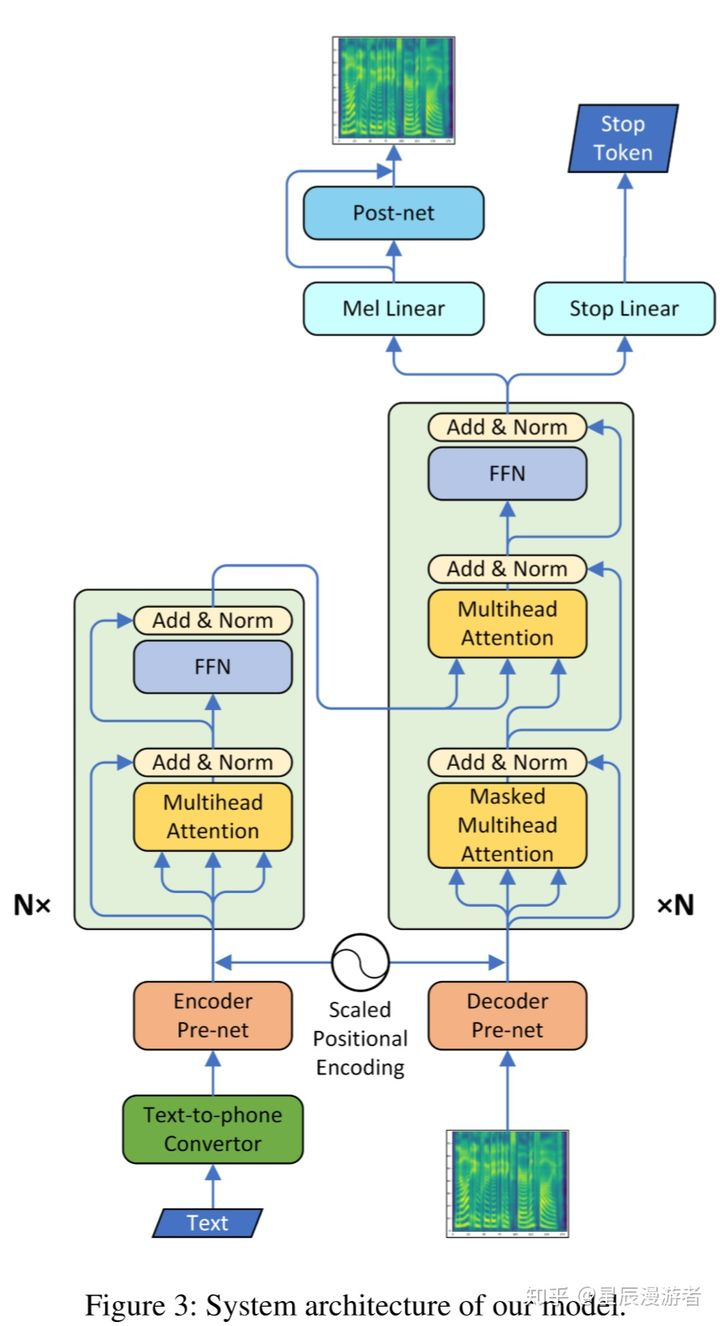 Stop
Token
Post-net
Mel Linear
Stop Linear
Add & Norm
FFN
Add & Norm
Multihead
Attention
Add & Norm
FFN
Add & Norm
Multihead
Attention
Add & Norm
Masked
Multihead
Attention
N×
×N
Encoder
Pre-net
Scaled
Positional
Encoding
Decoder
Pre-net
Text-to-phone
Convertor
Text
Figure 3: System architecture of our model.
知乎 @星辰漫游者